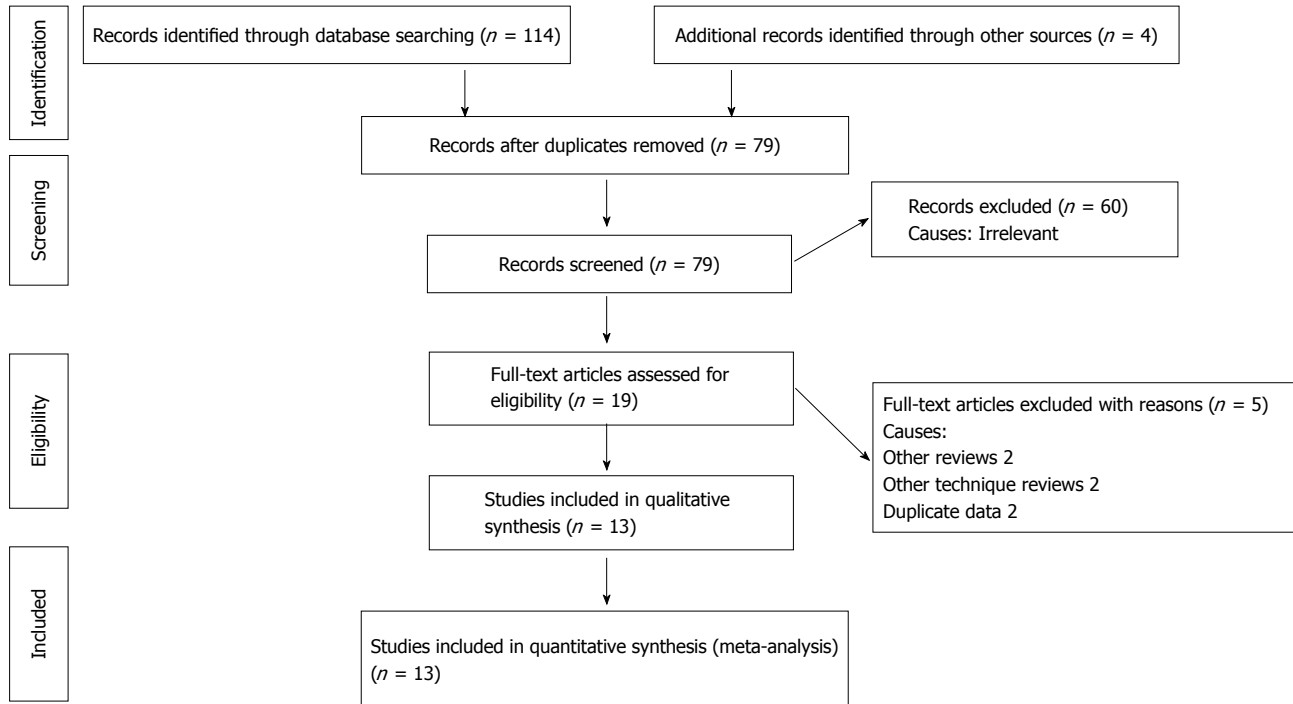 Identification
Records identified through database searching (n = 114)
Additional records identified through other sources (n = 4)
Records after duplicates removed (n = 79)
Screening
Records screened (n = 79)
Records excluded (n = 60)
Causes: Irrelevant
Eligibility
Full-text articles assessed for
eligibility (n = 19)
Full-text articles excluded with reasons (n = 5)
Causes:
Other reviews 2
Other technique reviews 2
Duplicate data 2
Studies included in qualitative
synthesis (n = 13)
Included
Studies included in quantitative synthesis (meta-analysis)
(n = 13)